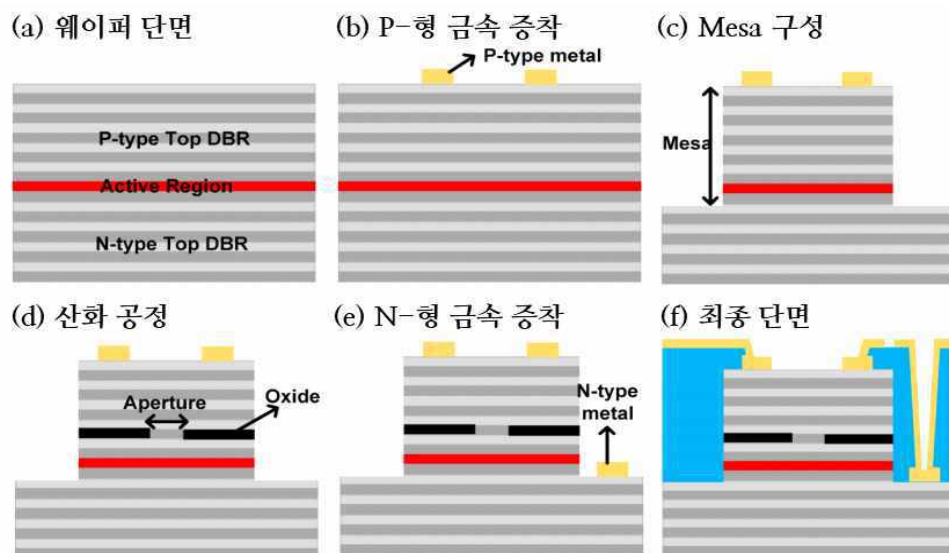 (a) 웨이퍼 단면
(b) P-형 금속 증착
(c) Mesa 구성
P-type metal
P-type Top DBR
Active Region
N-type Top DBR
Mesa
(d) 산화 공정
(e) N-형 금속 증착
(f) 최종 단면
Aperture
Oxide
N-type
metal